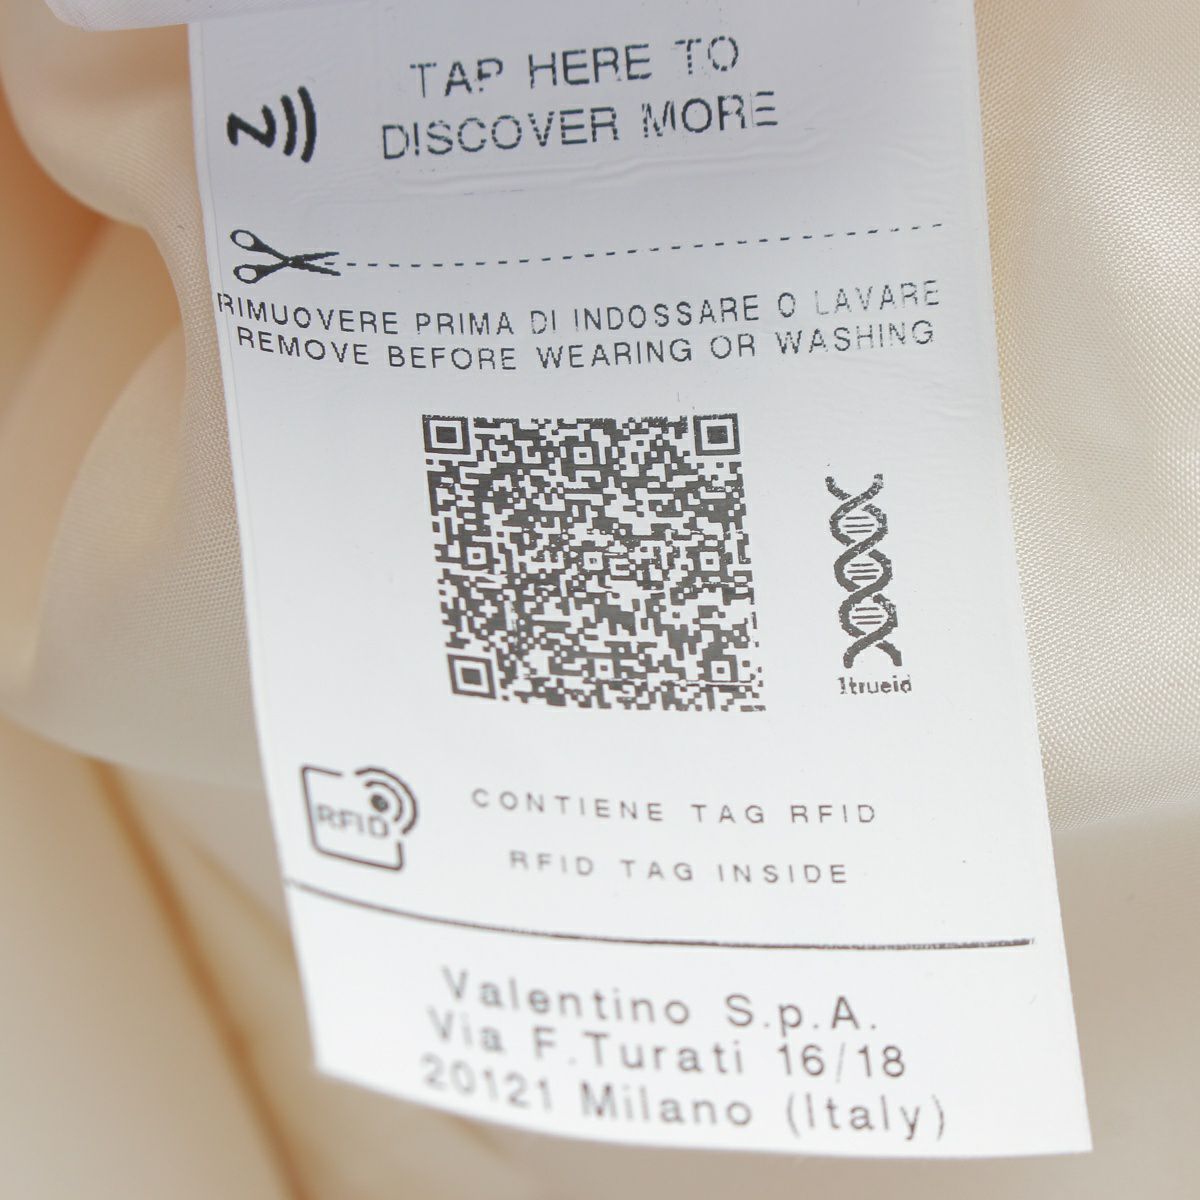 TAP HERE TO
DISCOVER MORE
RIMUOVERE PRIMA DI INDOSSARE O LAVARE
REMOVE BEFORE WEARING OR WASHING
1trueid
RFID
CONTIENE TAG RFID
RFID TAG INSIDE
Valentino S.p.A.
Via F.Turati 16/18
20121 Milano (Italy)